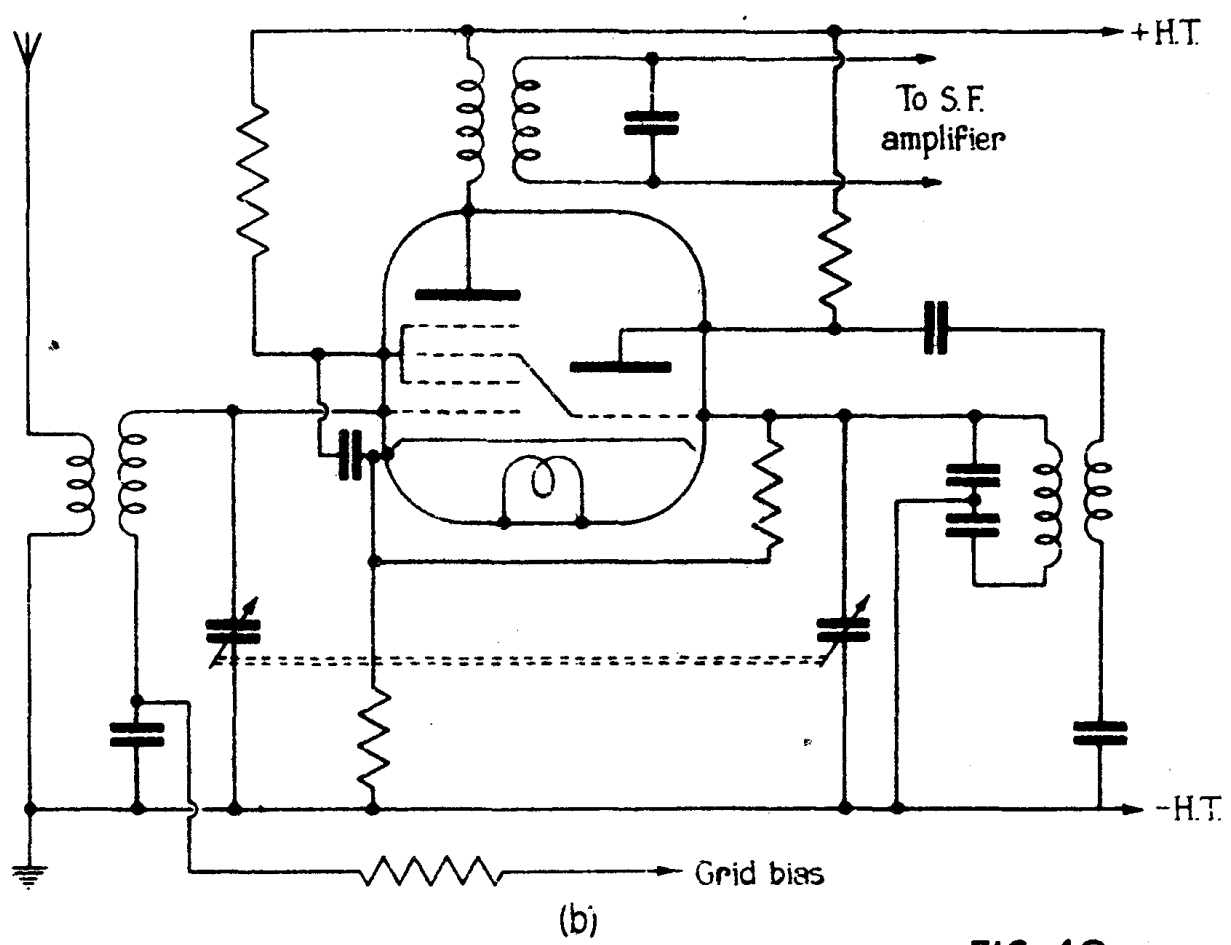 + H.T.
To S.F.
amplifier
- H.T.
Grid bias
(b)